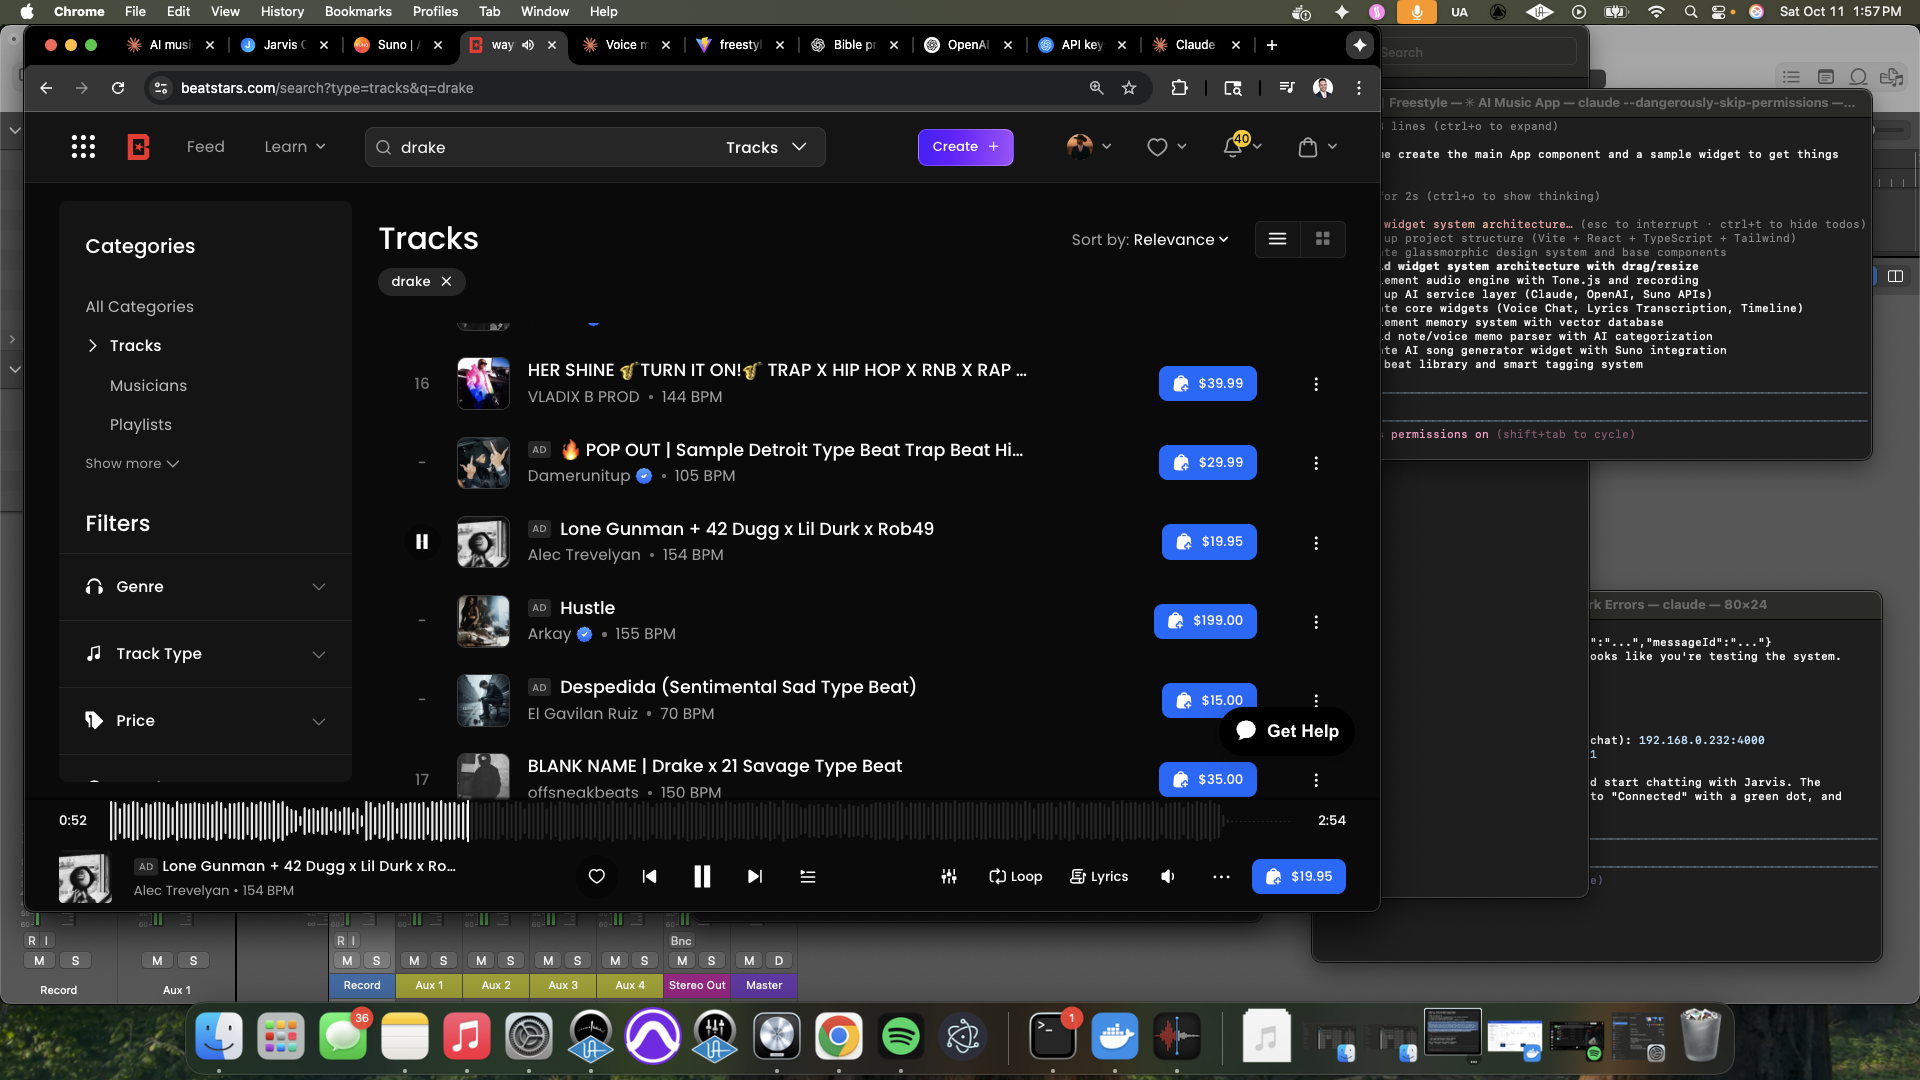 Chrome File Edit View History Bookmarks Profiles Tab Window Help
UA
Sat Oct 11 1:57 PM
AI musi
Jarvis C
Suno | A
way
Voice m
freestyl
Bible pr
OpenAI
API key
Claude
beatstars.com/search?type=tracks&q=drake
Feed
Learn
drake
Tracks
Create +
40
Categories
All Categories
Tracks
Musicians
Playlists
Show more
Filters
Genre
Track Type
Price
Tracks
Sort by: Relevance
drake
16
HER SHINE 🎷TURN IT ON!🎷 TRAP X HIP HOP X RNB X RAP ...
VLADIX B PROD • 144 BPM
$39.99
–
AD 🔥 POP OUT | Sample Detroit Type Beat Trap Beat Hi...
Damerunitup • 105 BPM
$29.99
AD Lone Gunman + 42 Dugg x Lil Durk x Rob49
Alec Trevelyan • 154 BPM
$19.95
–
AD Hustle
Arkay • 155 BPM
$199.00
–
AD Despedida (Sentimental Sad Type Beat)
El Gavilan Ruiz • 70 BPM
$15.00
Get Help
17
BLANK NAME | Drake x 21 Savage Type Beat
offsneakbeats • 150 BPM
$35.00
0:52
2:54
AD Lone Gunman + 42 Dugg x Lil Durk x Ro...
Alec Trevelyan • 154 BPM
Loop
Lyrics
$19.95
Search
Freestyle — ✳ AI Music App — claude --dangerously-skip-permissions —...
lines (ctrl+o to expand)
e create the main App component and a sample widget to get things
for 2s (ctrl+o to show thinking)
widget system architecture… (esc to interrupt · ctrl+t to hide todos)
up project structure (Vite + React + TypeScript + Tailwind)
te glassmorphic design system and base components
d widget system architecture with drag/resize
ement audio engine with Tone.js and recording
up AI service layer (Claude, OpenAI, Suno APIs)
te core widgets (Voice Chat, Lyrics Transcription, Timeline)
ement memory system with vector database
d note/voice memo parser with AI categorization
te AI song generator widget with Suno integration
beat library and smart tagging system
permissions on (shift+tab to cycle)
rk Errors — claude — 80×24
":"...","messageId":"..."}
ooks like you're testing the system.
chat): 192.168.0.232:4000
1
d start chatting with Jarvis. The
to "Connected" with a green dot, and
e)
R I
M S
Record
M S
Aux 1
R I
M S
Record
M S
Aux 1
M S
Aux 2
M S
Aux 3
M S
Aux 4
Bnc
M S
Stereo Out
M D
Master
36
1